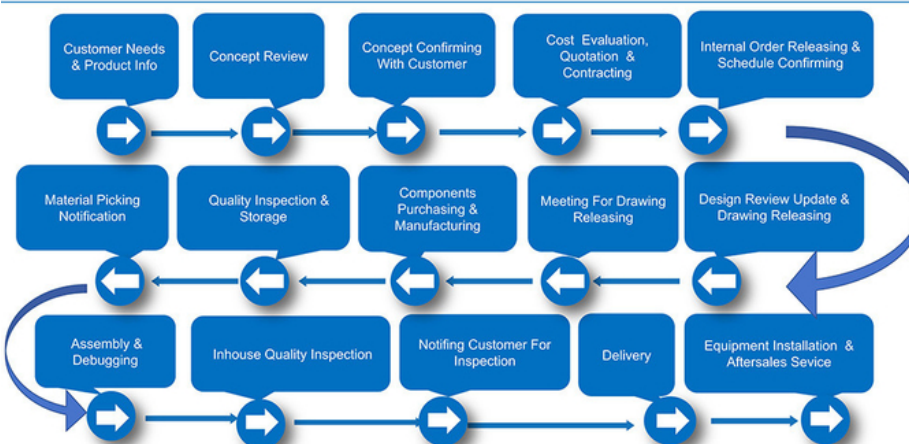 Customer Needs
& Product Info
Concept Review
Concept Confirming
With Customer
Cost Evaluation,
Quotation &
Contracting
Internal Order Releasing &
Schedule Confirming
Material Picking
Notification
Quality Inspection &
Storage
Components
Purchasing &
Manufacturing
Meeting For Drawing
Releasing
Design Review Update &
Drawing Releasing
Assembly &
Debugging
Inhouse Quality Inspection
Notifing Customer For
Inspection
Delivery
Equipment Installation &
Aftersales Sevice